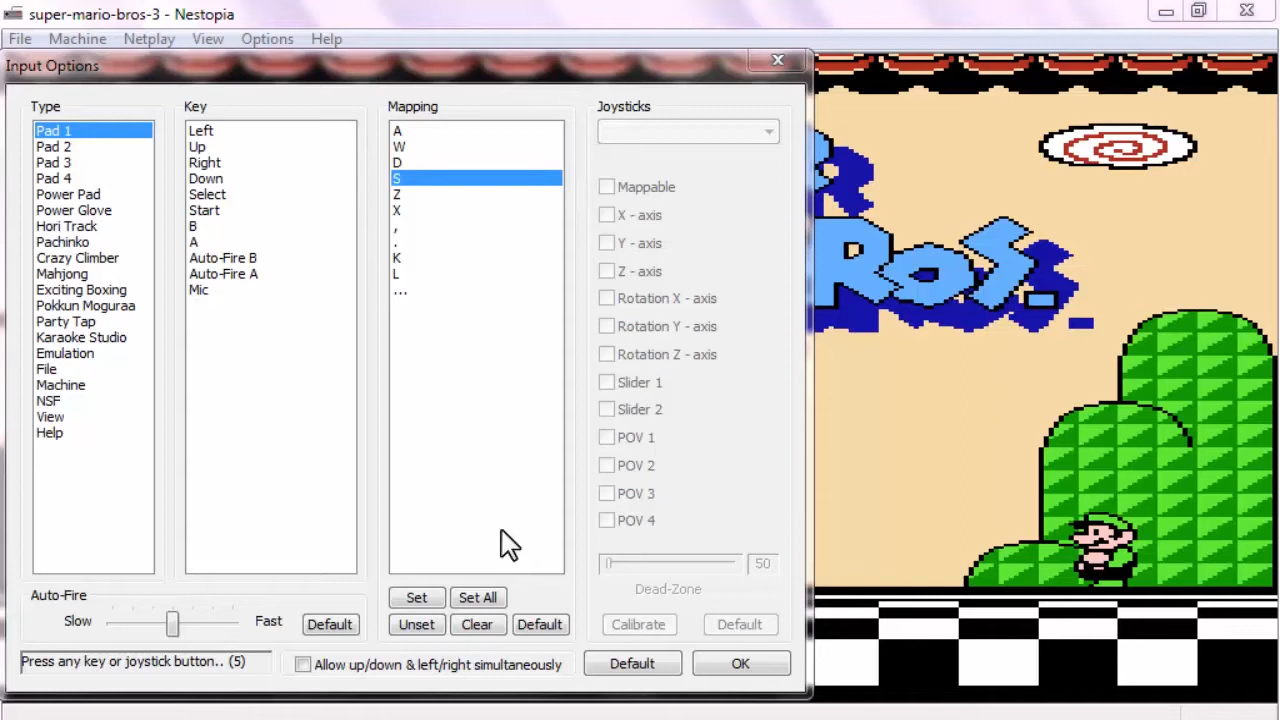 super-mario-bros-3 - Nestopia
File Machine Netplay View Options Help
Input Options
Type
Pad 1
Pad 2
Pad 3
Pad 4
Power Pad
Power Glove
Hori Track
Pachinko
Crazy Climber
Mahjong
Exciting Boxing
Pokkun Moguraa
Party Tap
Karaoke Studio
Emulation
File
Machine
NSF
View
Help
Key
Left
Up
Right
Down
Select
Start
B
A
Auto-Fire B
Auto-Fire A
Mic
Mapping
A
W
D
S
Z
X
,
.
K
L
...
Joysticks
Mappable
X - axis
Y - axis
Z - axis
Rotation X - axis
Rotation Y - axis
Rotation Z - axis
Slider 1
Slider 2
POV 1
POV 2
POV 3
POV 4
50
Dead-Zone
Calibrate Default
Auto-Fire
Slow Fast Default
Set Set All
Unset Clear Default
Press any key or joystick button.. (5)
Allow up/down & left/right simultaneously
Default OK
Ros.